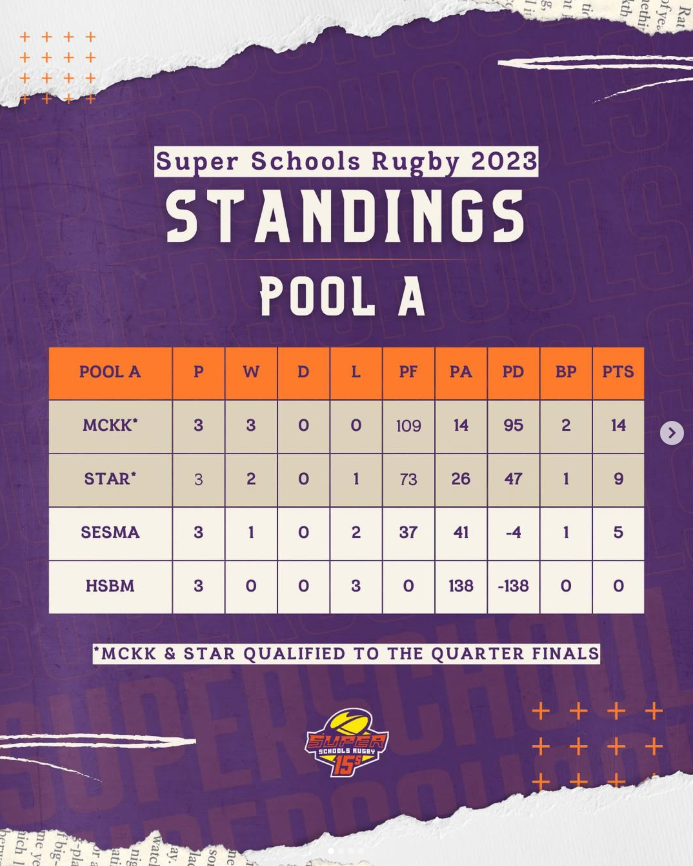 Super Schools Rugby 2023
STANDINGS
POOL A
POOL A P W D L PF PA PD BP PTS
MCKK* 3 3 0 0 109 14 95 2 14
STAR* 3 2 0 1 73 26 47 1 9
SESMA 3 1 0 2 37 41 -4 1 5
HSBM 3 0 0 3 0 138 -138 0 0
*MCKK & STAR QUALIFIED TO THE QUARTER FINALS
SUPER
SCHOOLS RUGBY
15s